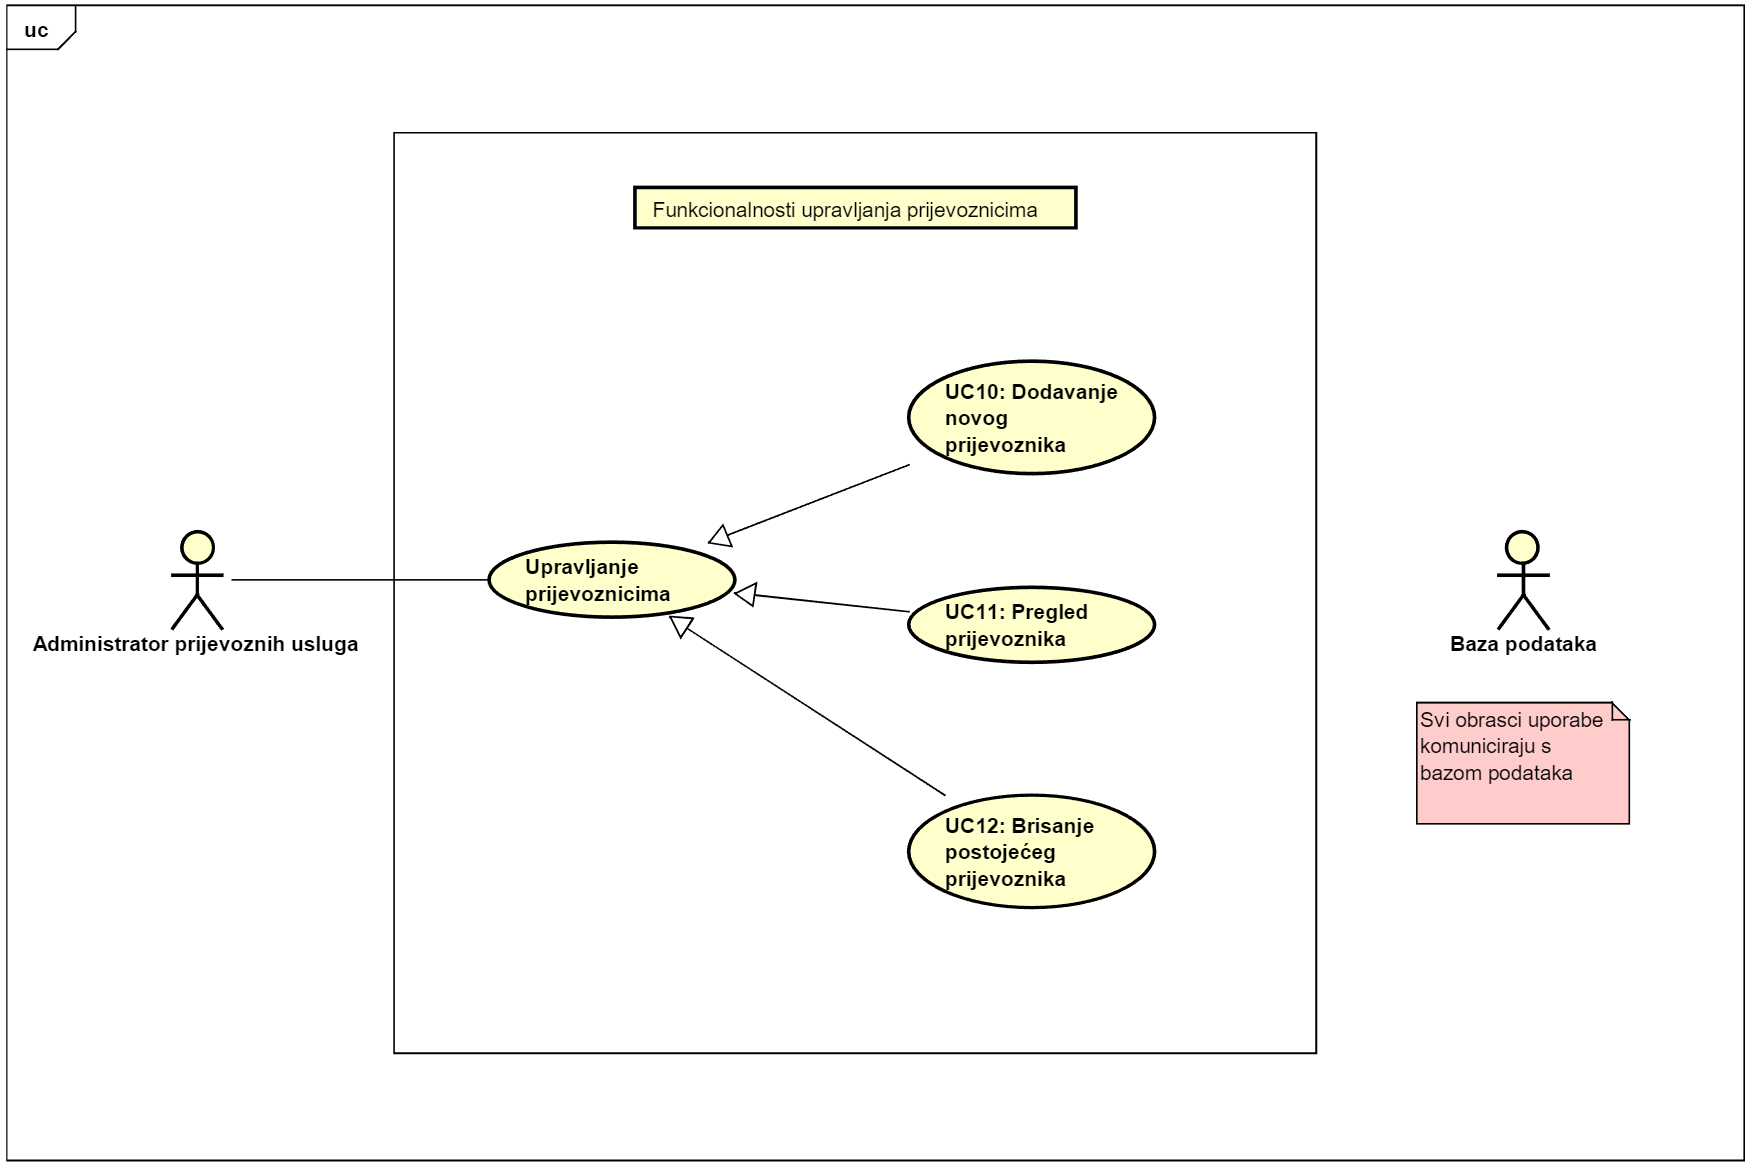 uc
Funkcionalnosti upravljanja prijevoznicima
UC10: Dodavanje
novog
prijevoznika
Upravljanje
prijevoznicima
UC11: Pregled
prijevoznika
Administrator prijevoznih usluga
Baza podataka
Svi obrasci uporabe
komuniciraju s
bazom podataka
UC12: Brisanje
postojećeg
prijevoznika